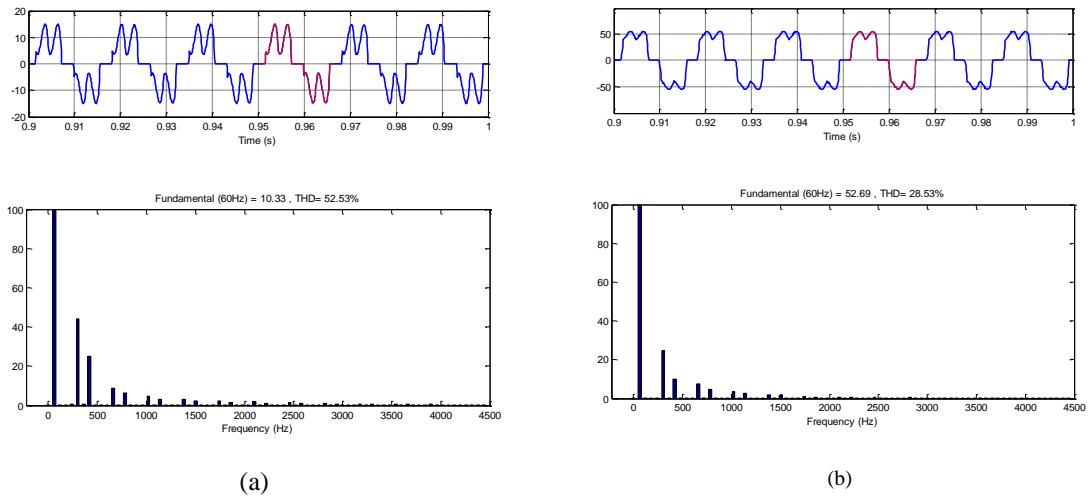 20
10
0
-10
-20
0.9 0.91 0.92 0.93 0.94 0.95 0.96 0.97 0.98 0.99 1
Time (s)
50
0
-50
0.9 0.91 0.92 0.93 0.94 0.95 0.96 0.97 0.98 0.99 1
Time (s)
Fundamental (60Hz) = 10.33 , THD= 52.53%
100
80
60
40
20
0
0 500 1000 1500 2000 2500 3000 3500 4000 4500
Frequency (Hz)
Fundamental (60Hz) = 52.69 , THD= 28.53%
100
80
60
40
20
0
0 500 1000 1500 2000 2500 3000 3500 4000 4500
Frequency (Hz)
(a)
(b)